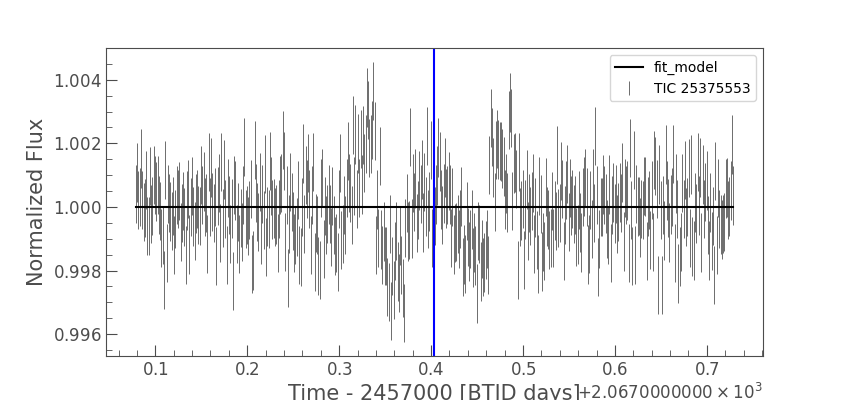 fit_model
TIC 25375553
Normalized Flux
1.004
1.002
1.000
0.998
0.996
0.1
0.2
0.3
0.4
0.5
0.6
0.7
Time - 2457000 [BTJD days]
+2.0670000000 × 10³